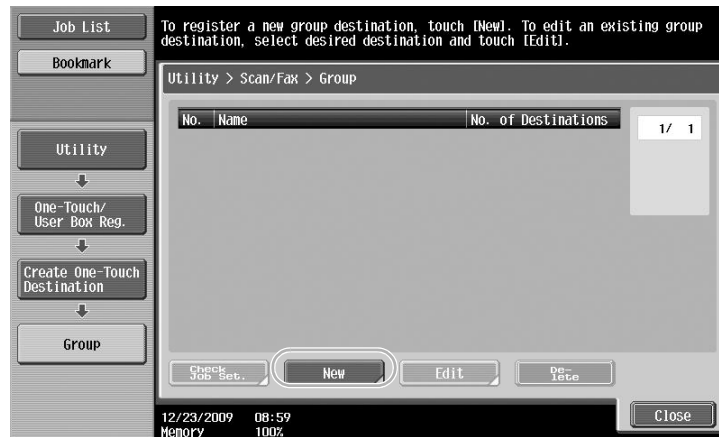 Job List
Bookmark
To register a new group destination, touch [New]. To edit an existing group
destination, select desired destination and touch [Edit].
Utility > Scan/Fax > Group
No. Name No. of Destinations
1/ 1
Utility
One-Touch/
User Box Reg.
Create One-Touch
Destination
Group
Check
Job Set.
New
Edit
De-
lete
12/23/2009 08:59
Memory 100%
Close